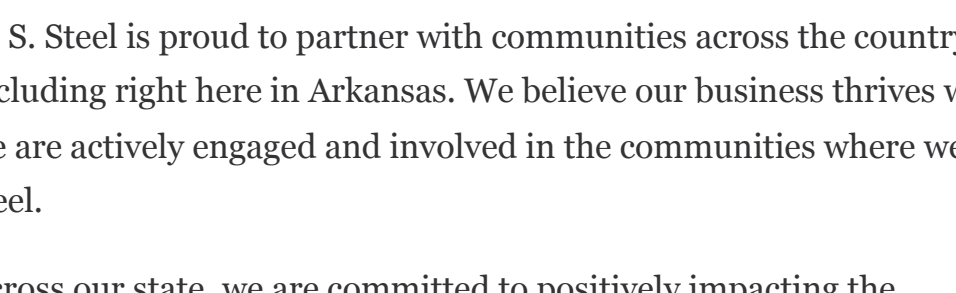 S. Steel is proud to partner with communities across the country
cluding right here in Arkansas. We believe our business thrives w
e are actively engaged and involved in the communities where we
eel.
cross our state, we are committed to positively impacting the